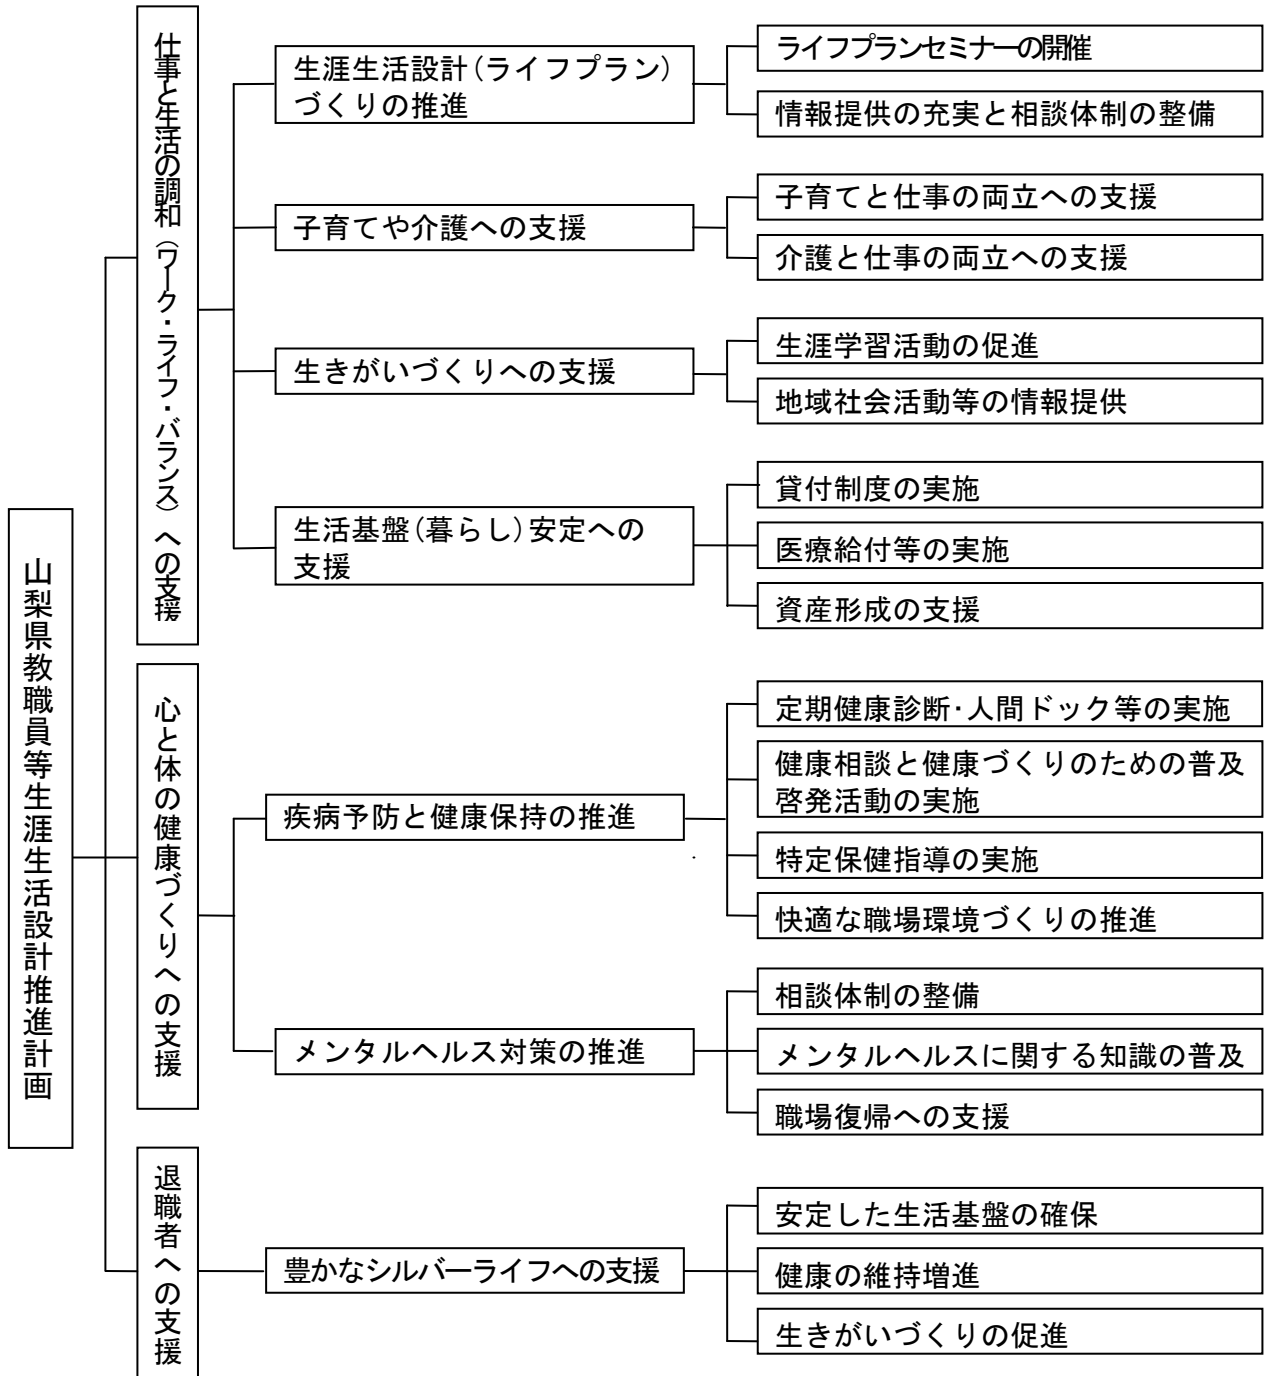 山梨県教職員等生涯生活設計推進計画
仕事と生活の調和（ワーク・ライフ・バランス）への支援
生涯生活設計(ライフプラン)
づくりの推進
ライフプランセミナーの開催
情報提供の充実と相談体制の整備
子育てや介護への支援
子育てと仕事の両立への支援
介護と仕事の両立への支援
生きがいづくりへの支援
生涯学習活動の促進
地域社会活動等の情報提供
生活基盤(暮らし)安定への
支援
貸付制度の実施
医療給付等の実施
資産形成の支援
心と体の健康づくりへの支援
疾病予防と健康保持の推進
定期健康診断･人間ドック等の実施
健康相談と健康づくりのための普及
啓発活動の実施
特定保健指導の実施
快適な職場環境づくりの推進
メンタルヘルス対策の推進
相談体制の整備
メンタルヘルスに関する知識の普及
職場復帰への支援
退職者への支援
豊かなシルバーライフへの支援
安定した生活基盤の確保
健康の維持増進
生きがいづくりの促進